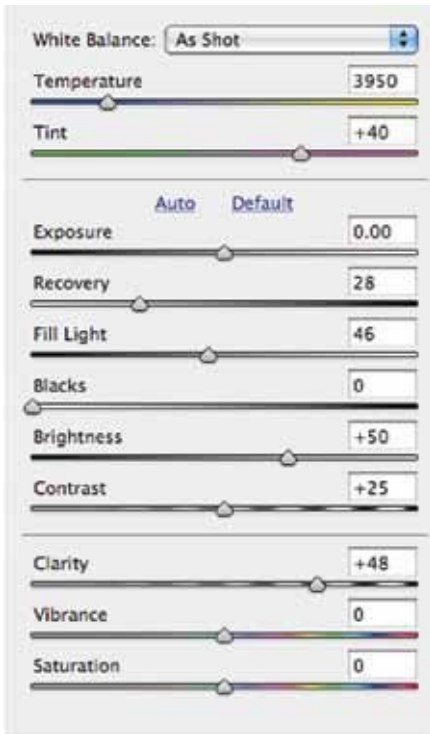 White Balance: As Shot
Temperature 3950
Tint +40
Auto Default
Exposure 0.00
Recovery 28
Fill Light 46
Blacks 0
Brightness +50
Contrast +25
Clarity +48
Vibrance 0
Saturation 0